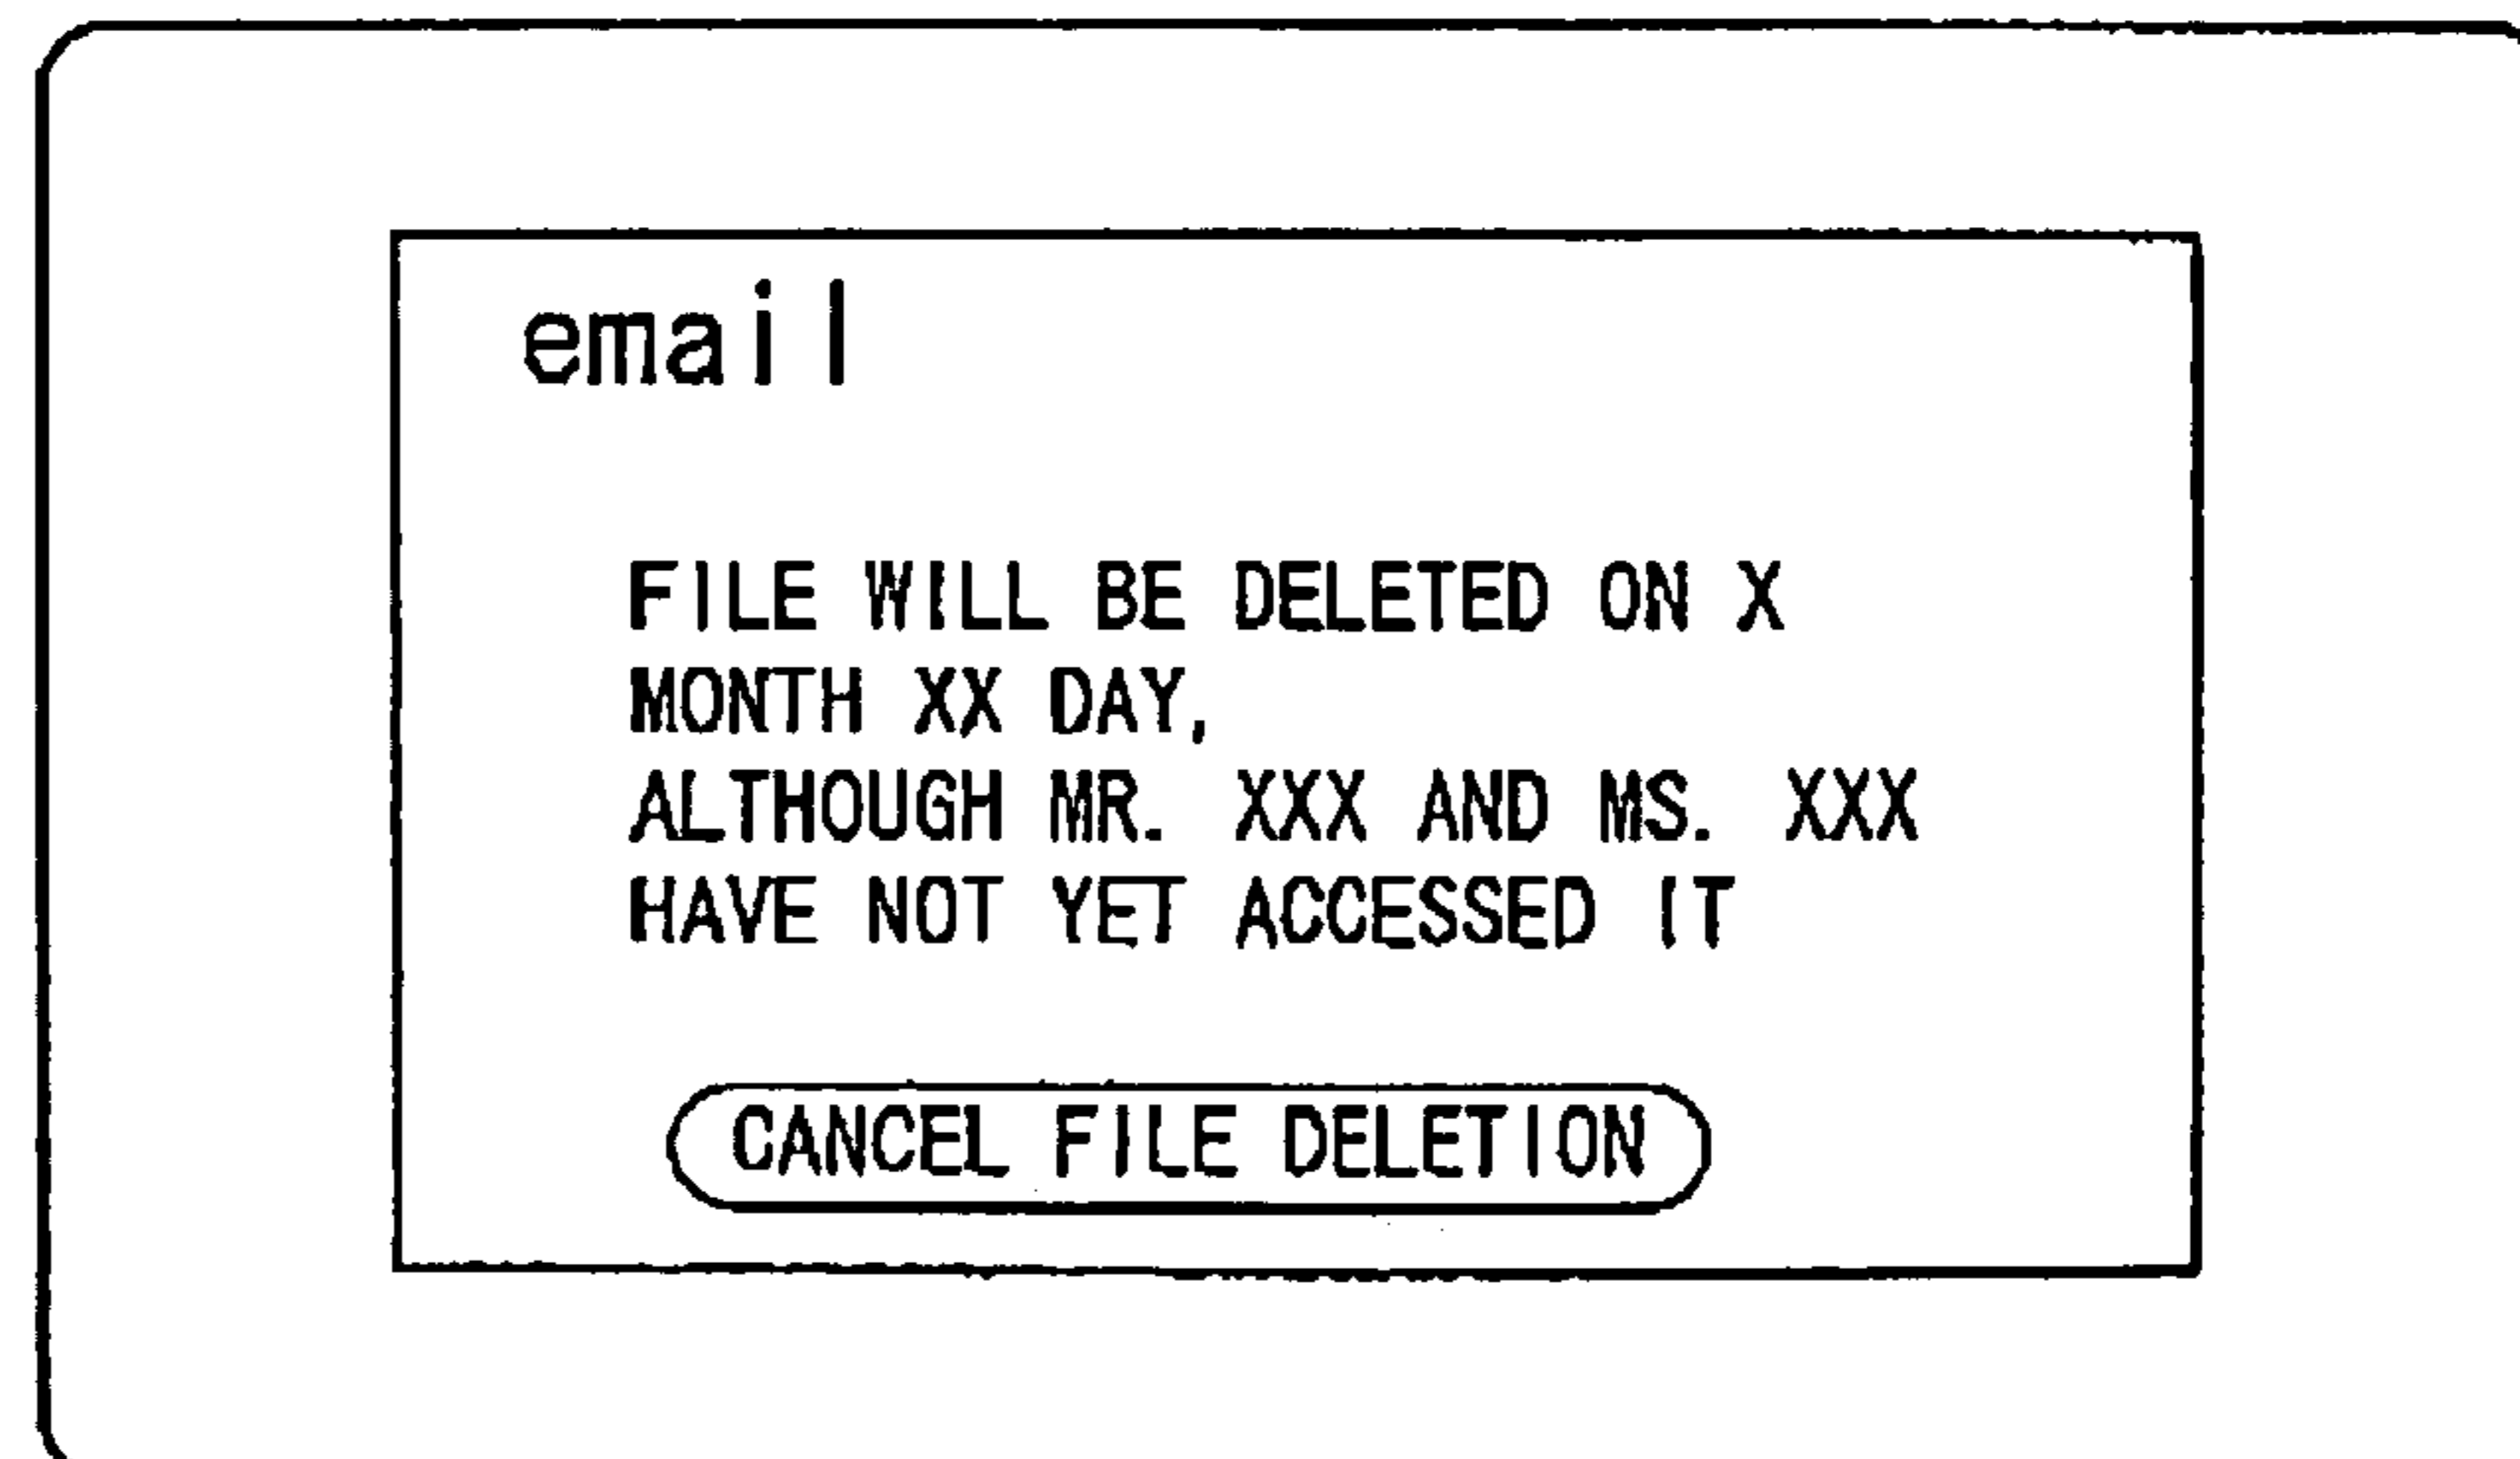 email
FILE WILL BE DELETED ON X
MONTH XX DAY,
ALTHOUGH MR. XXX AND MS. XXX
HAVE NOT YET ACCESSED IT
CANCEL FILE DELETION